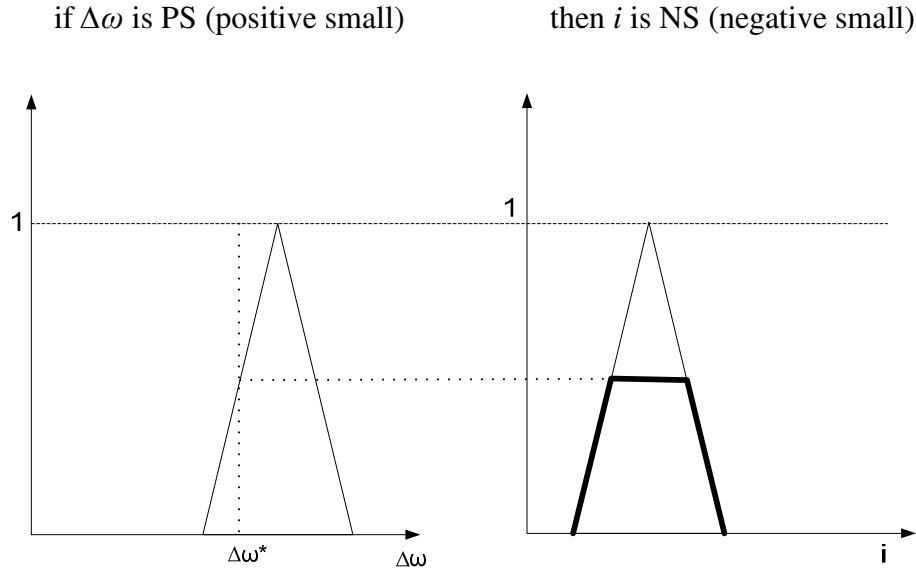 if Δω is PS (positive small) then i is NS (negative small)
1 1
Δω* Δω i